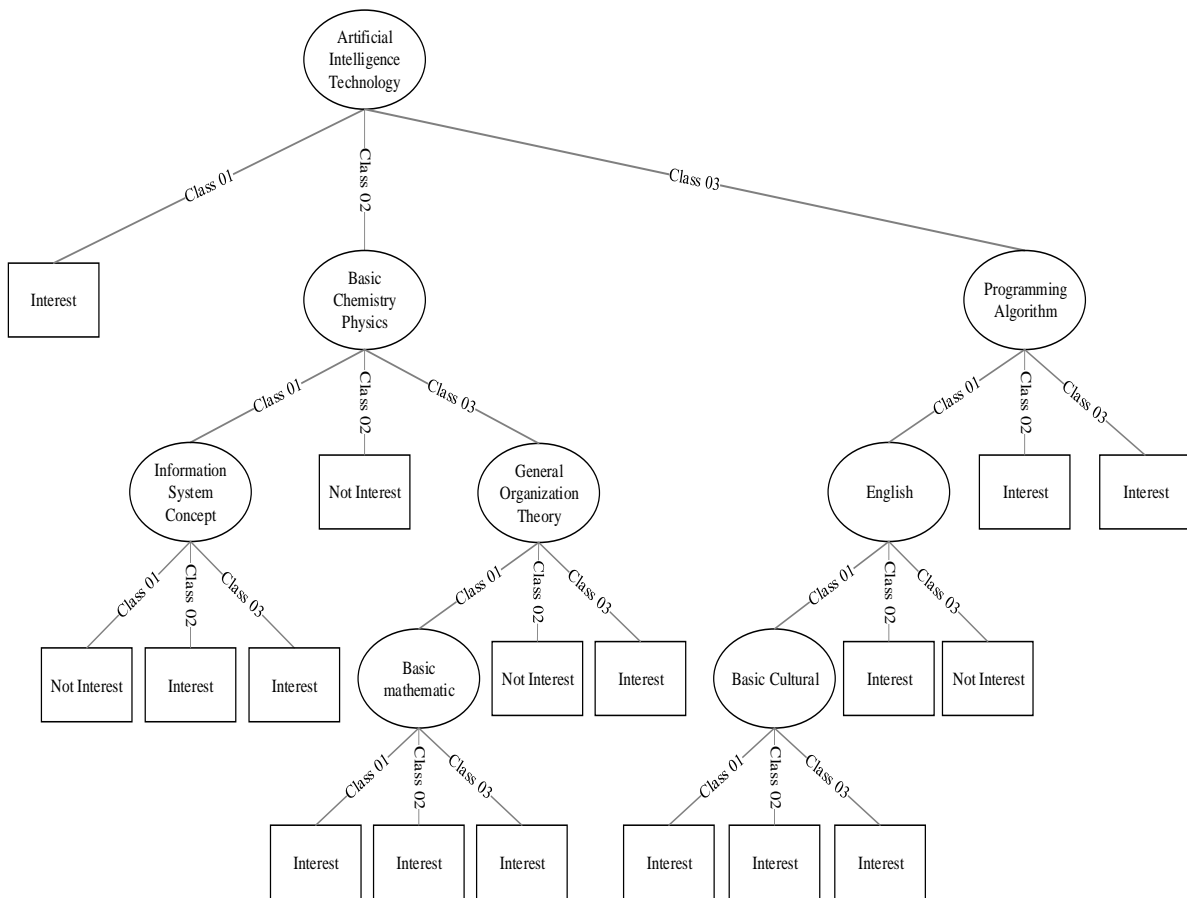 Artificial
Intelligence
Technology
Class 01
Class 02
Class 03
Interest
Basic
Chemistry
Physics
Programming
Algorithm
Class 01
Class 02
Class 03
Class 01
Class 02
Class 03
Information
System
Concept
Not Interest
General
Organization
Theory
English
Interest
Interest
Class 01
Class 02
Class 03
Class 01
Class 02
Class 03
Class 01
Class 02
Class 03
Not Interest
Interest
Interest
Basic
mathematic
Not Interest
Interest
Basic Cultural
Interest
Not Interest
Class 01
Class 02
Class 03
Class 01
Class 02
Class 03
Interest
Interest
Interest
Interest
Interest
Interest